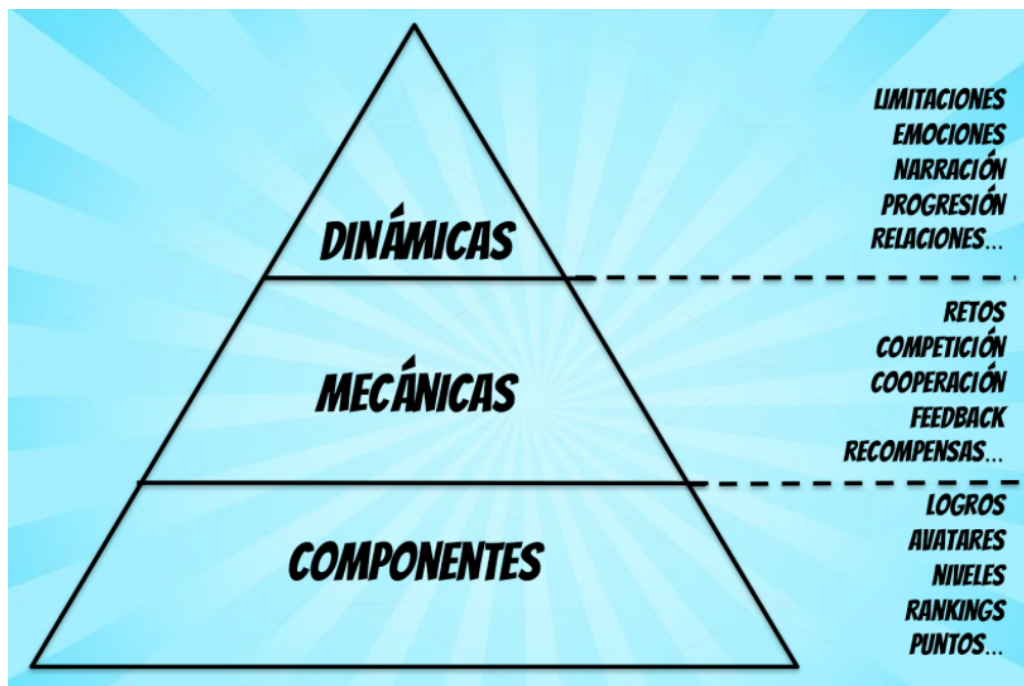 LIMITACIONES
EMOCIONES
NARRACIÓN
PROGRESIÓN
RELACIONES...
DINÁMICAS
RETOS
COMPETICIÓN
COOPERACIÓN
FEEDBACK
RECOMPENSAS...
MECÁNICAS
LOGROS
AVATARES
NIVELES
RANKINGS
PUNTOS...
COMPONENTES